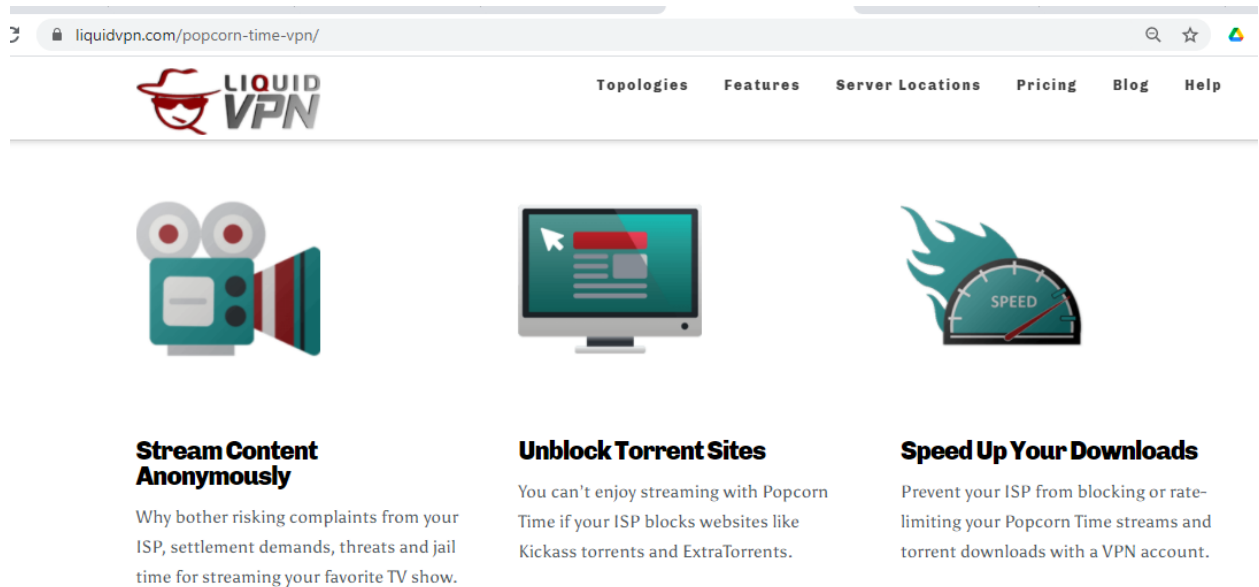 liquidvpn.com/popcorn-time-vpn/
LIQUID
VPN
Topologies Features Server Locations Pricing Blog Help
SPEED
Stream Content
Anonymously
Why bother risking complaints from your
ISP, settlement demands, threats and jail
time for streaming your favorite TV show.
Unblock Torrent Sites
You can't enjoy streaming with Popcorn
Time if your ISP blocks websites like
Kickass torrents and ExtraTorrents.
Speed Up Your Downloads
Prevent your ISP from blocking or rate-
limiting your Popcorn Time streams and
torrent downloads with a VPN account.